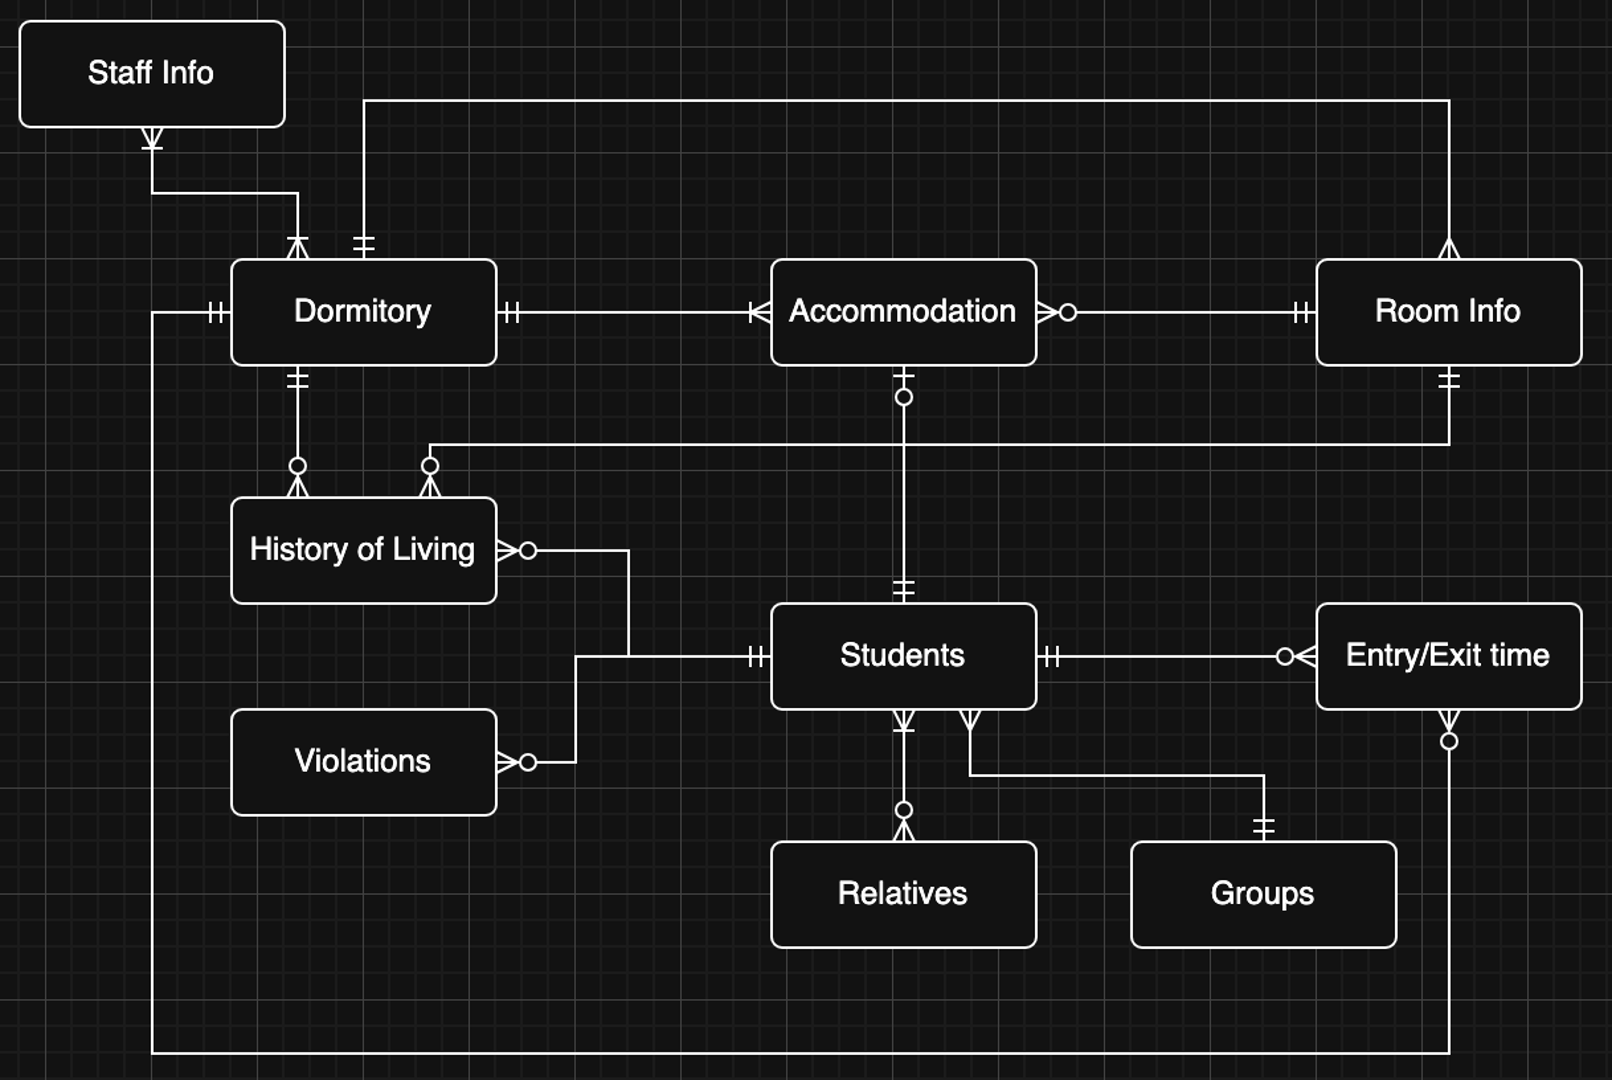 Staff Info
Dormitory
Accommodation
Room Info
History of Living
Students
Entry/Exit time
Violations
Relatives
Groups